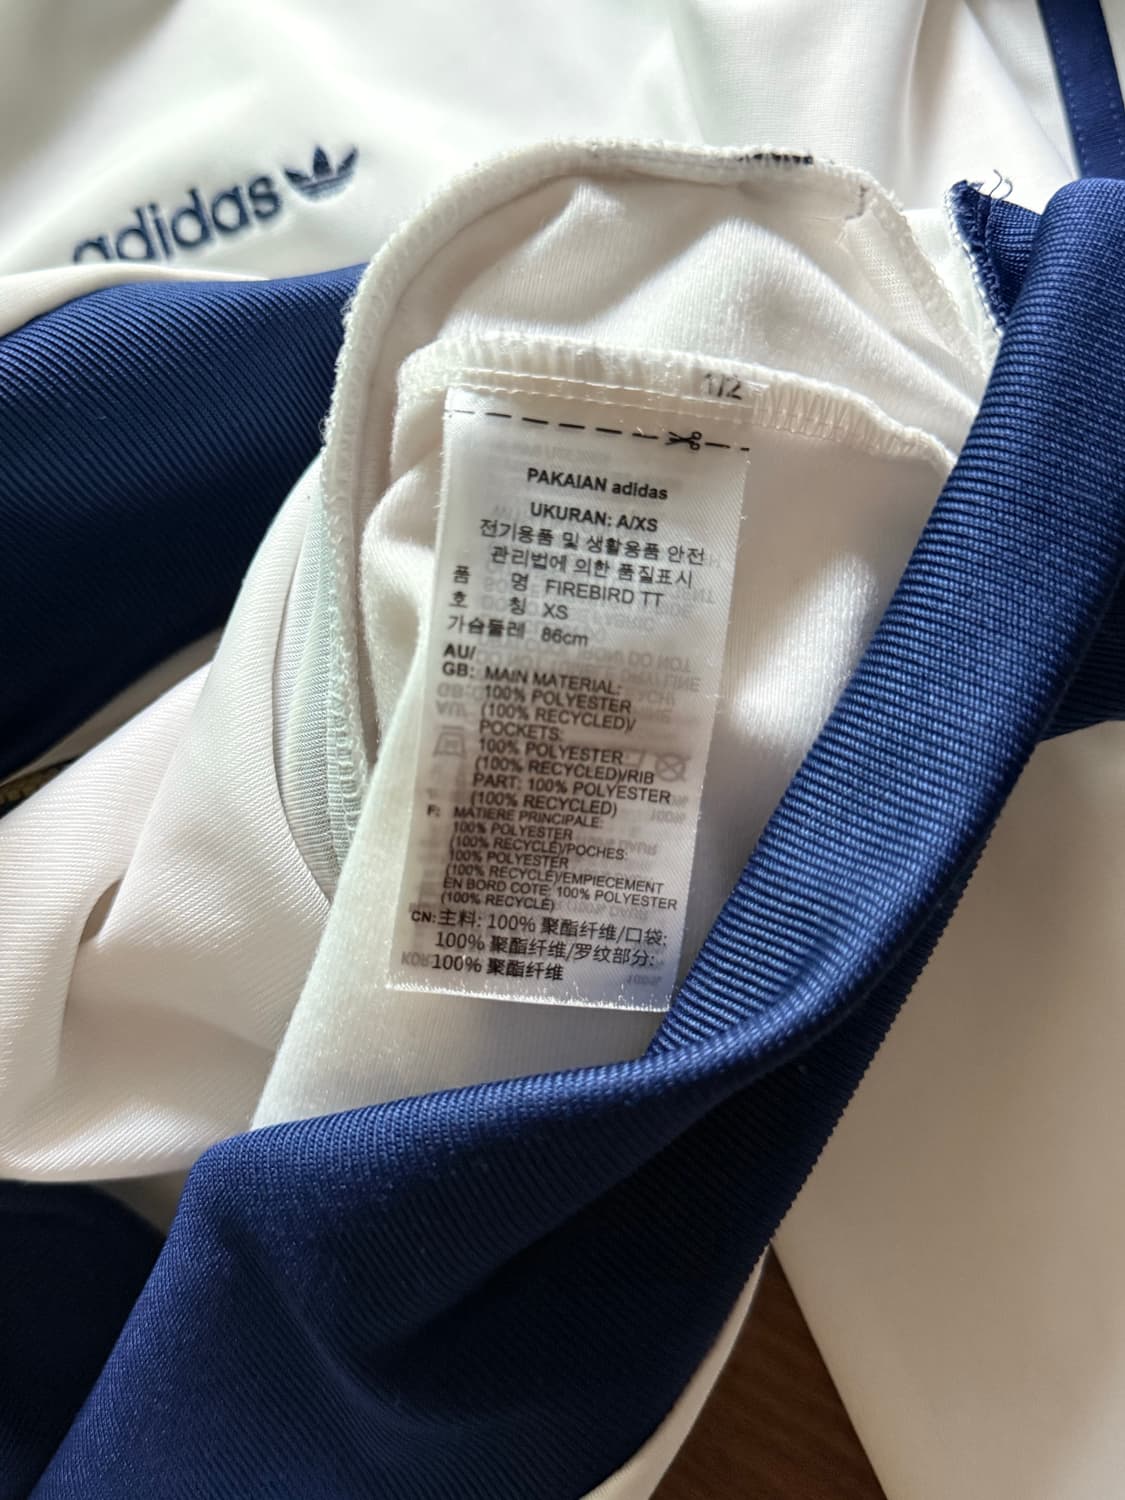 adidas
1/2
PAKAIAN adidas
UKURAN: A/XS
전기용품 및 생활용품 안전
관리법에 의한 품질표시
품 명 FIREBIRD TT
호 칭 XS
가슴둘레 86cm
AU/
GB: MAIN MATERIAL:
100% POLYESTER
(100% RECYCLED)/
POCKETS:
100% POLYESTER
(100% RECYCLED)/RIB
PART: 100% POLYESTER
(100% RECYCLED)
F: MATIERE PRINCIPALE:
100% POLYESTER
(100% RECYCLÉ)/POCHES:
100% POLYESTER
(100% RECYCLÉ)/EMPIECEMENT
EN BORD COTE: 100% POLYESTER
(100% RECYCLÉ)
CN: 主料: 100% 聚酯纤维/口袋:
100% 聚酯纤维/罗纹部分:
100% 聚酯纤维